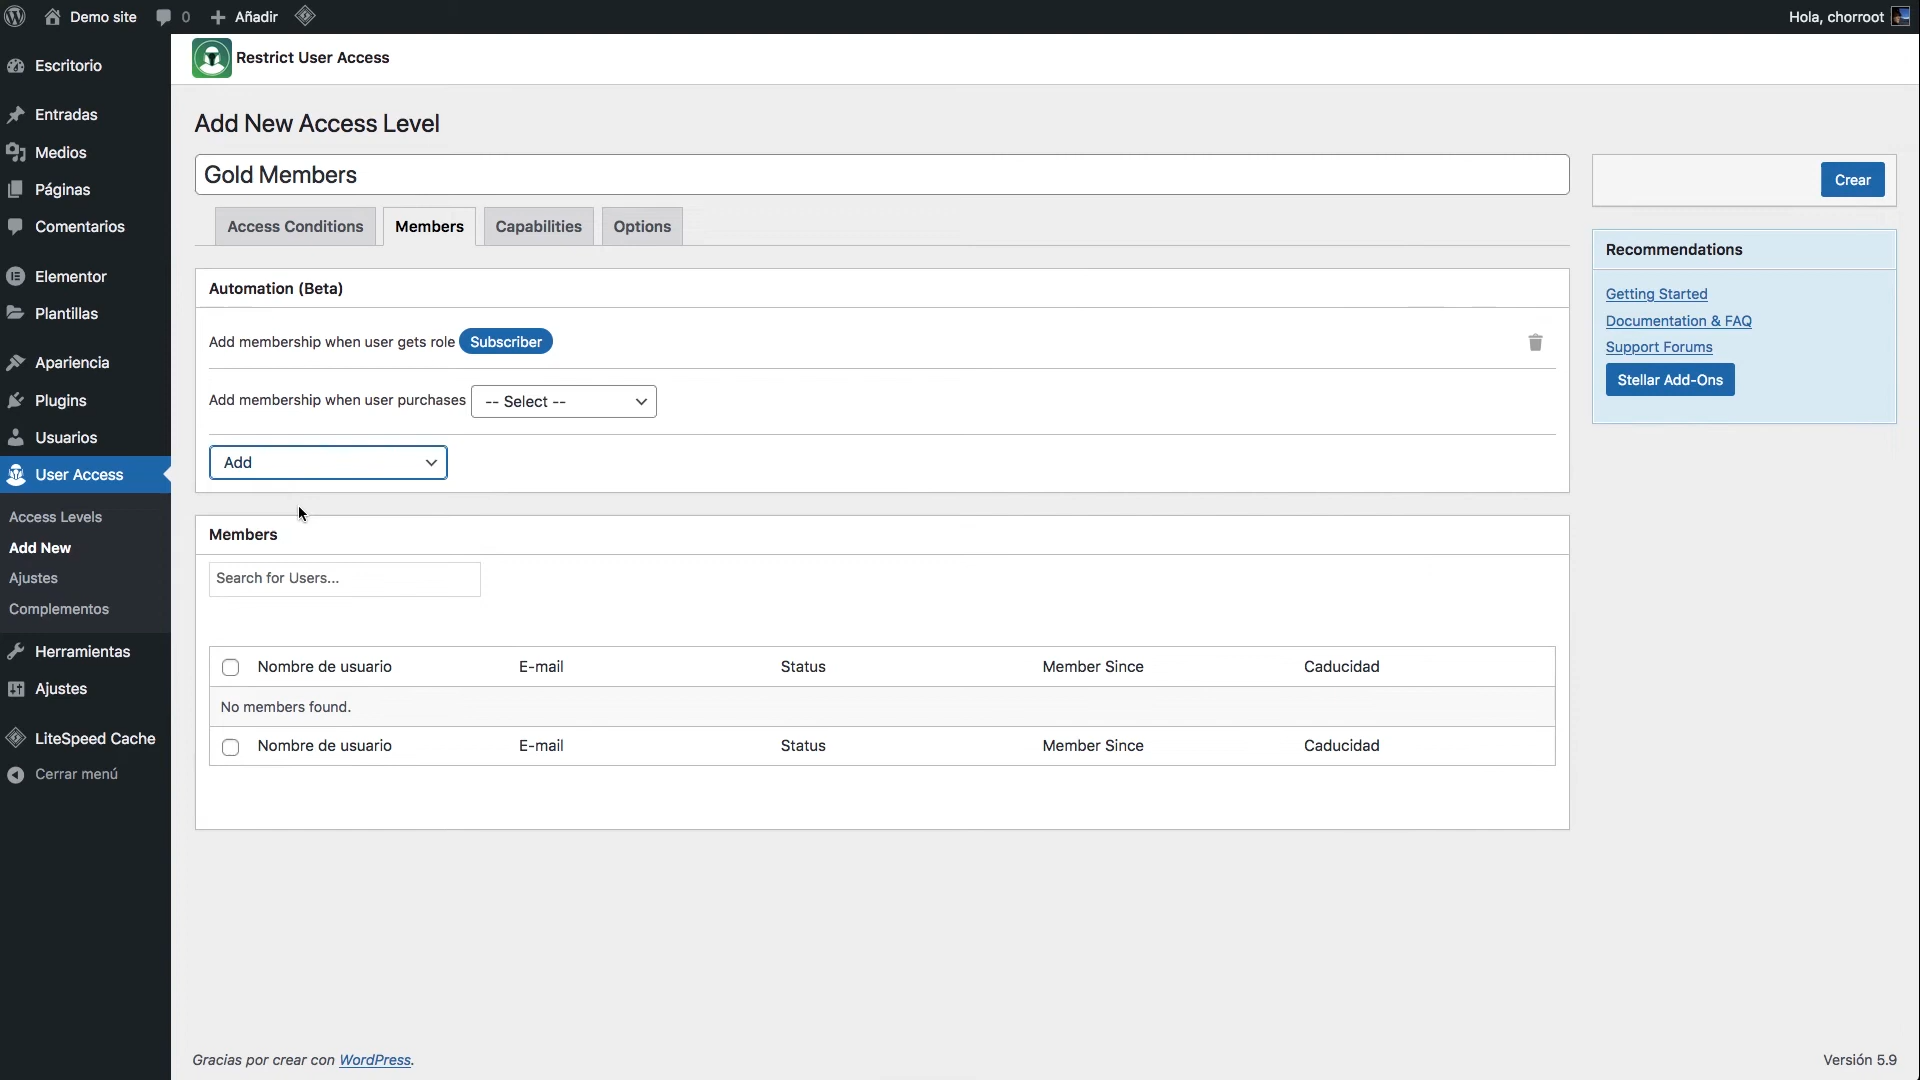 Demo site
0
Añadir
Hola, chorroot
Restrict User Access
Escritorio
Entradas
Medios
Páginas
Comentarios
Elementor
Plantillas
Apariencia
Plugins
Usuarios
User Access
Access Levels
Add New
Ajustes
Complementos
Herramientas
Ajustes
LiteSpeed Cache
Cerrar menú
Add New Access Level
Gold Members
Access Conditions
Members
Capabilities
Options
Automation (Beta)
Add membership when user gets role Subscriber
Add membership when user purchases -- Select --
Add
Members
Search for Users...
Nombre de usuario E-mail Status Member Since Caducidad
No members found.
Nombre de usuario E-mail Status Member Since Caducidad
Crear
Recommendations
Getting Started
Documentation & FAQ
Support Forums
Stellar Add-Ons
Gracias por crear con WordPress.
Versión 5.9